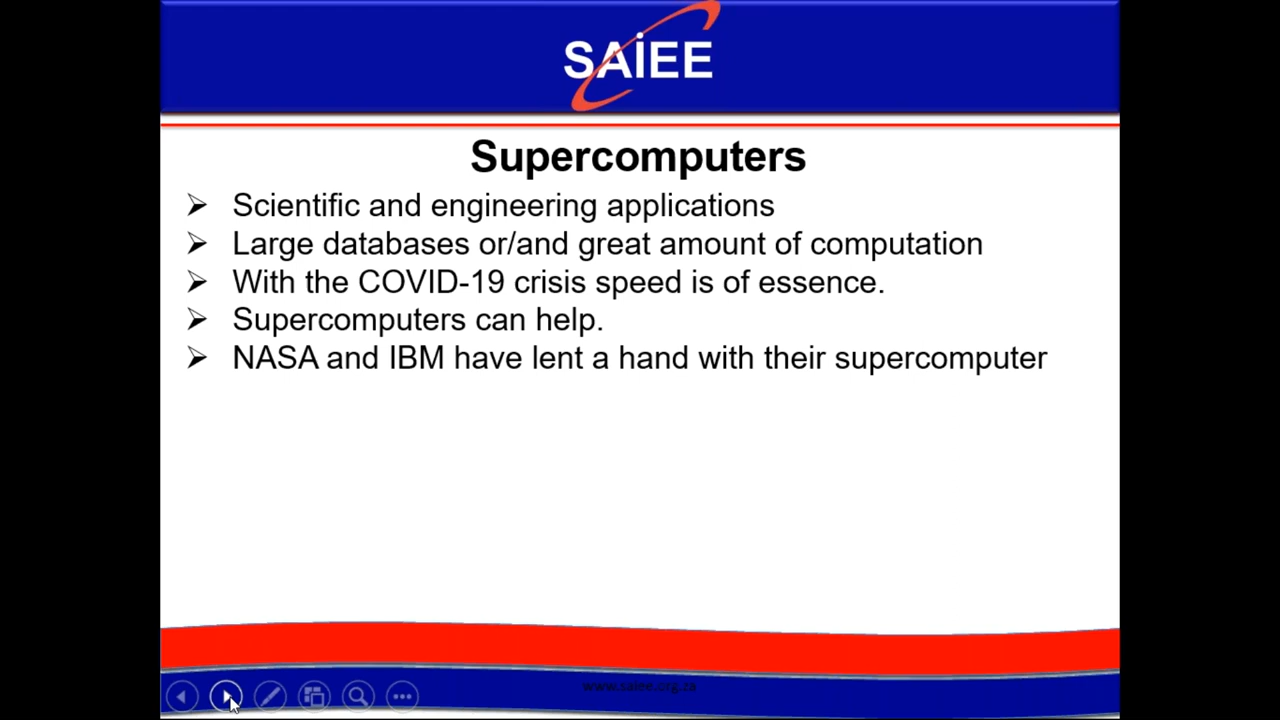 SAiEE
Supercomputers
➢ Scientific and engineering applications
➢ Large databases or/and great amount of computation
➢ With the COVID-19 crisis speed is of essence.
➢ Supercomputers can help.
➢ NASA and IBM have lent a hand with their supercomputer
www.saiee.org.za